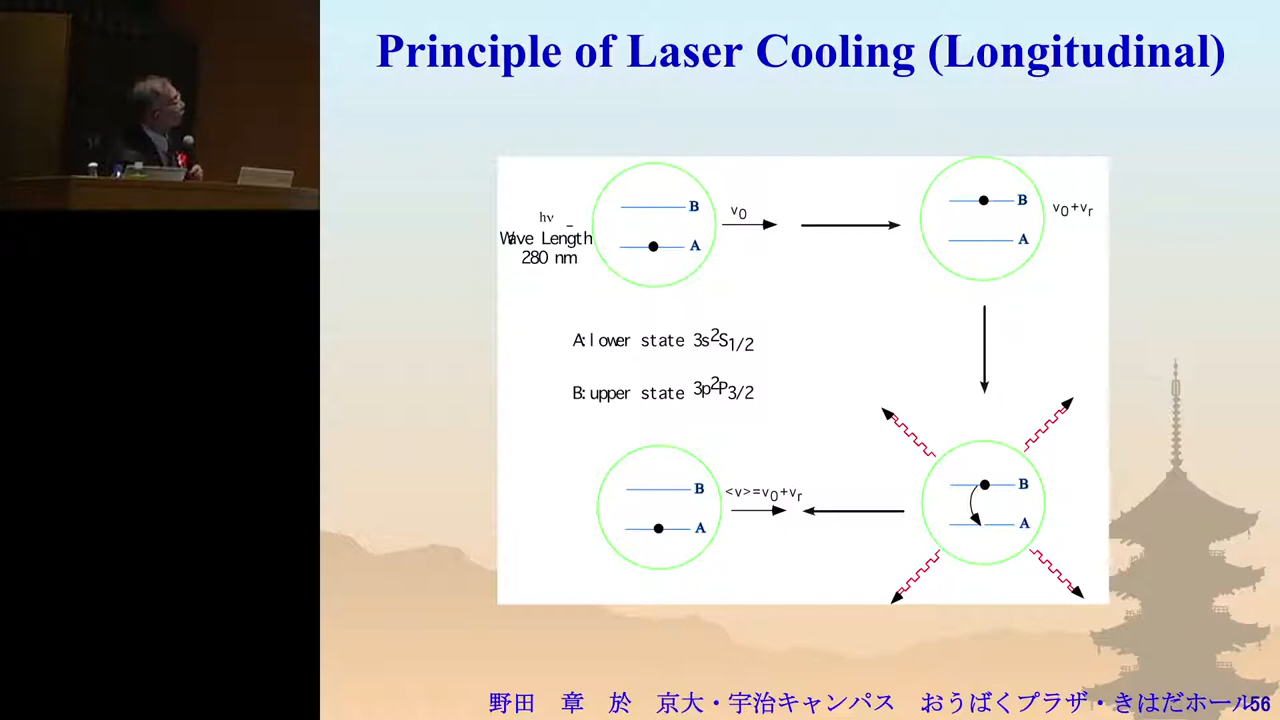 Principle of Laser Cooling (Longitudinal)
hν
Wave Length
280 nm
B
A
v0
B
A
v0+vr
A:lower state 3s²S1/2
B:upper state 3p²P3/2
B
A
<v>=v0+vr
B
A
野田　章　於　京大・宇治キャンパス　おうばくプラザ・きはだホール56